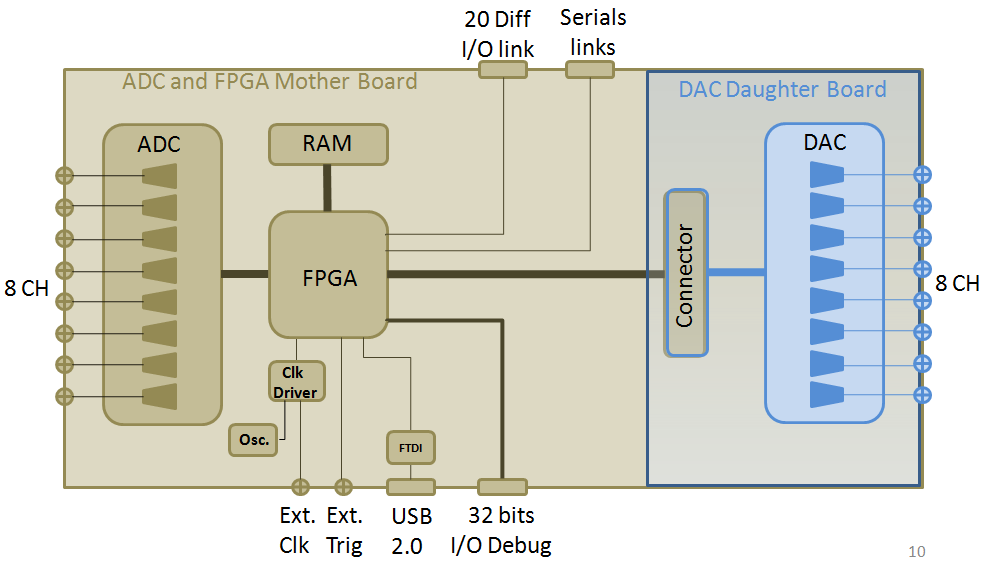 20 Diff
I/O link
Serials
links
ADC and FPGA Mother Board
DAC Daughter Board
ADC
RAM
DAC
FPGA
Connector
8 CH
8 CH
Clk
Driver
Osc.
FTDI
Ext.
Clk
Ext.
Trig
USB
2.0
32 bits
I/O Debug
10